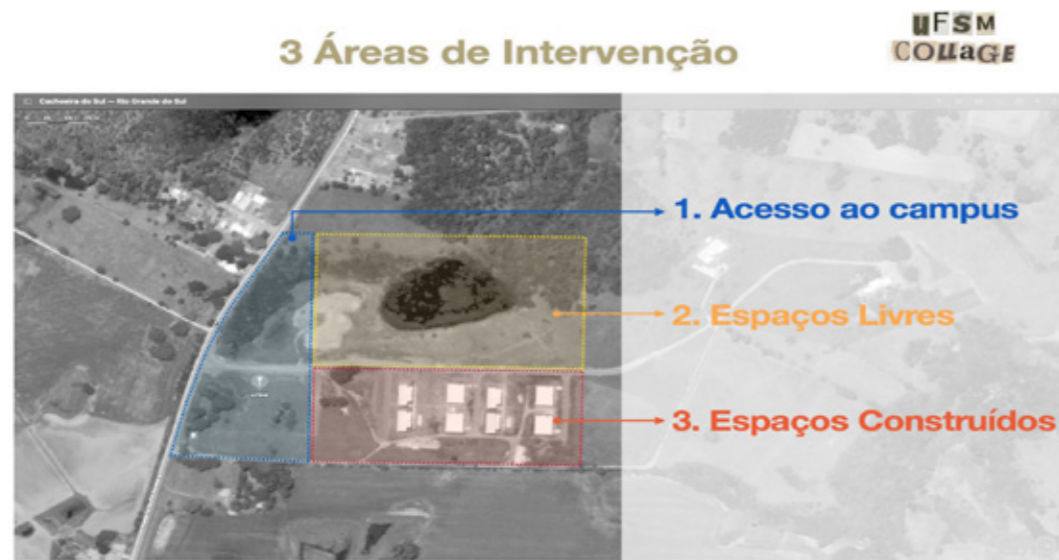 3 Áreas de Intervenção
UFSM
COLLAGE
Cachoeira do Sul — Rio Grande do Sul
1. Acesso ao campus
2. Espaços Livres
3. Espaços Construídos